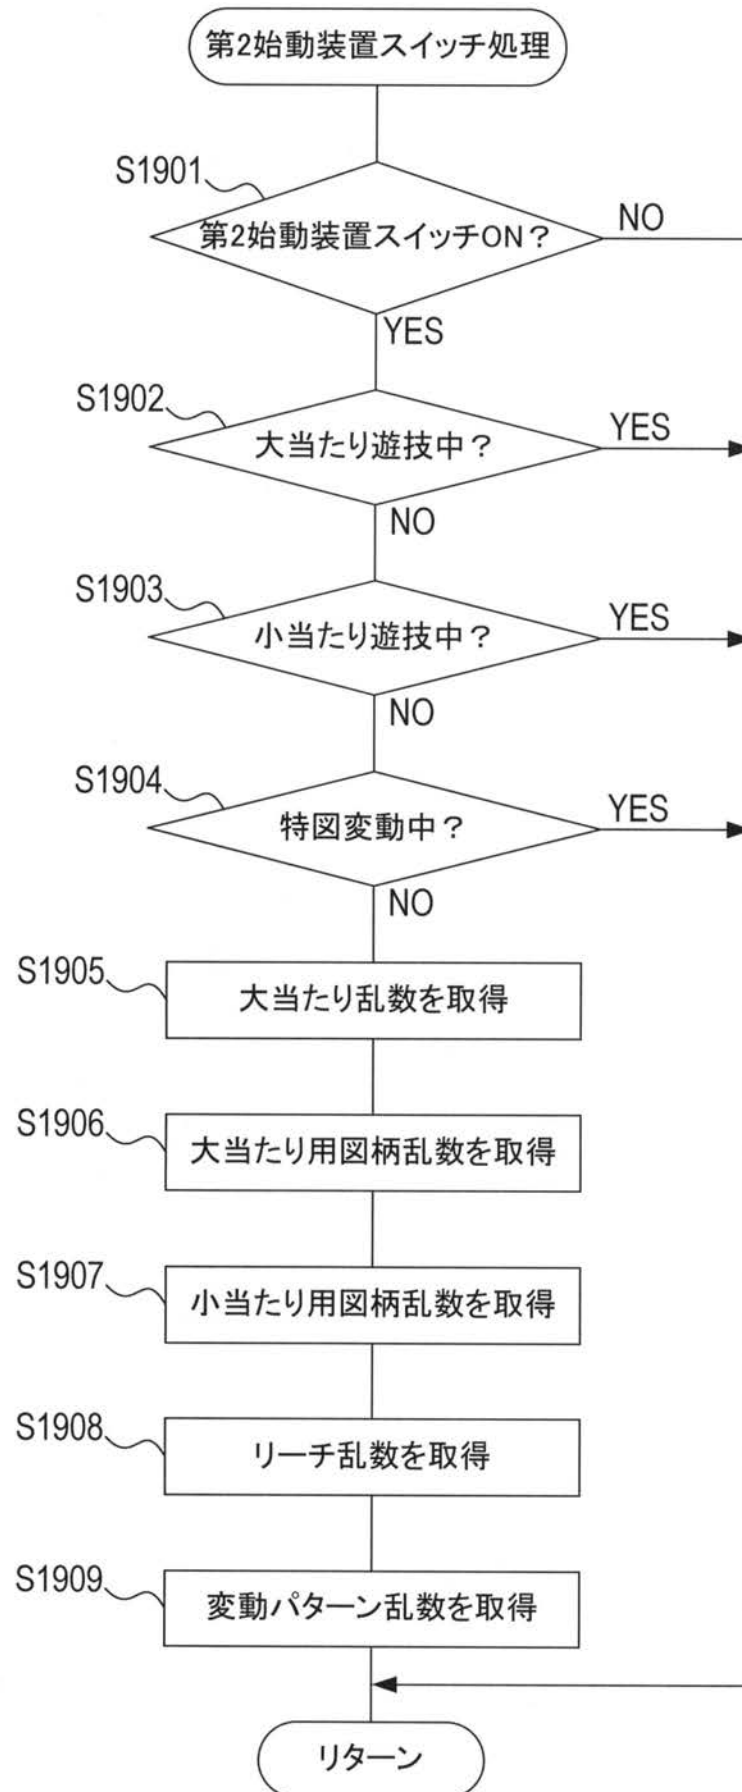 第2始動装置スイッチ処理
S1901
第2始動装置スイッチON?
NO
YES
S1902
大当たり遊技中?
YES
NO
S1903
小当たり遊技中?
YES
NO
S1904
特図変動中?
YES
NO
S1905
大当たり乱数を取得
S1906
大当たり用図柄乱数を取得
S1907
小当たり用図柄乱数を取得
S1908
リーチ乱数を取得
S1909
変動パターン乱数を取得
リターン